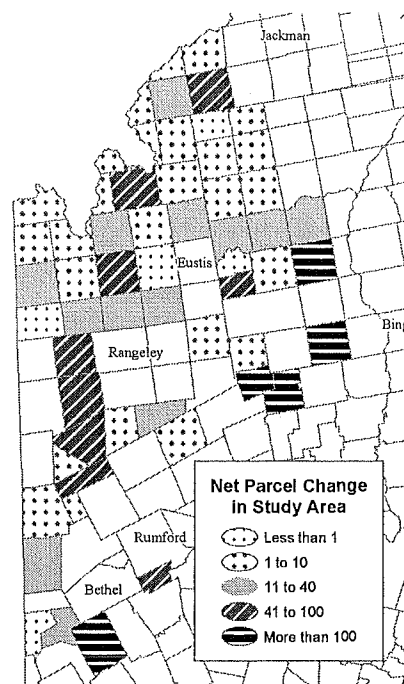 Jackman
Eustis
Bing
Rangeley
Net Parcel Change
in Study Area
Less than 1
1 to 10
11 to 40
41 to 100
More than 100
Rumford
Bethel